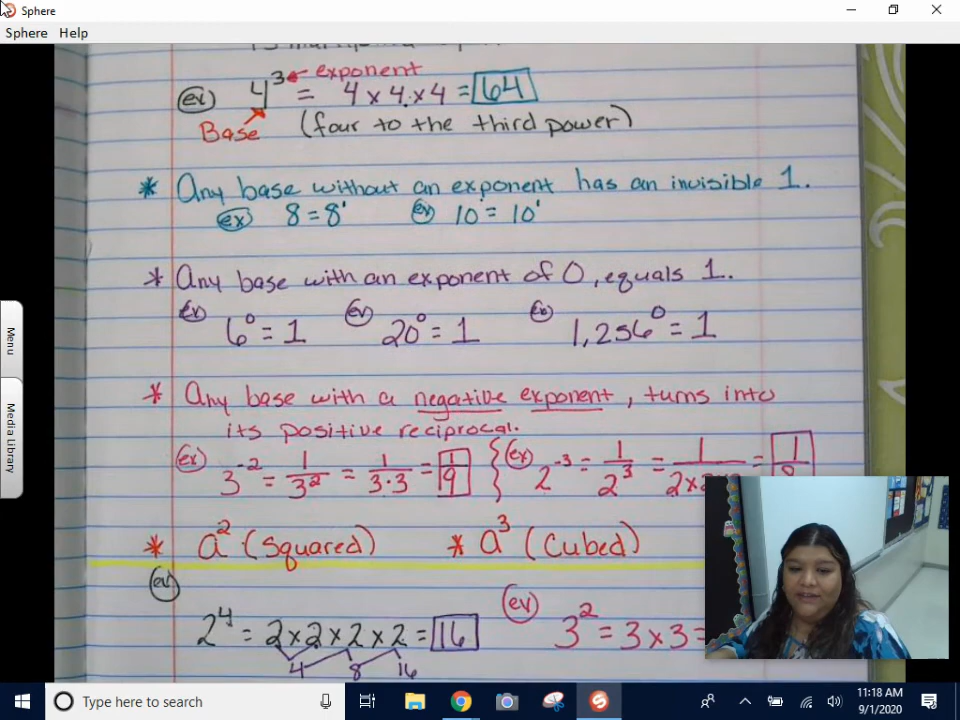 Sphere
Sphere Help
(ex) 4³ ← exponent = 4 x 4 x 4 = 64
Base (four to the third power)
* Any base without an exponent has an invisible 1.
(ex) 8 = 8¹ (ex) 10 = 10¹
* Any base with an exponent of 0, equals 1.
(ex) 6⁰ = 1 (ex) 20⁰ = 1 (ex) 1,256⁰ = 1
* Any base with a negative exponent, turns into
its positive reciprocal.
(ex) 3⁻² = 1/3² = 1/3·3 = 1/9 (ex) 2⁻³ = 1/2³ = 1/2x
* a² (Squared) * a³ (Cubed)
(ex)
2⁴ = 2 x 2 x 2 x 2 = 16
4 8 16
(ex) 3² = 3 x 3 =
Menu
Media Library
Type here to search
11:18 AM
9/1/2020